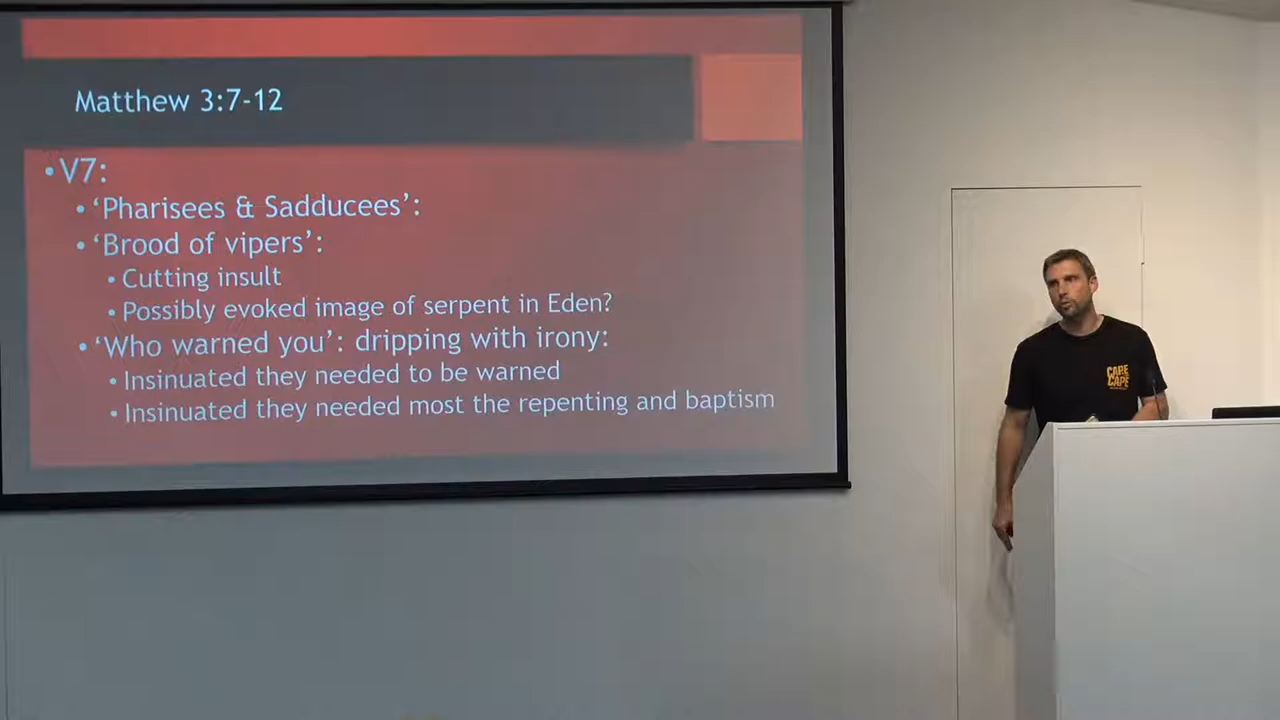 Matthew 3:7-12
•V7:
•‘Pharisees & Sadducees’:
•‘Brood of vipers’:
•Cutting insult
•Possibly evoked image of serpent in Eden?
•‘Who warned you’: dripping with irony:
•Insinuated they needed to be warned
•Insinuated they needed most the repenting and baptism
CAPE